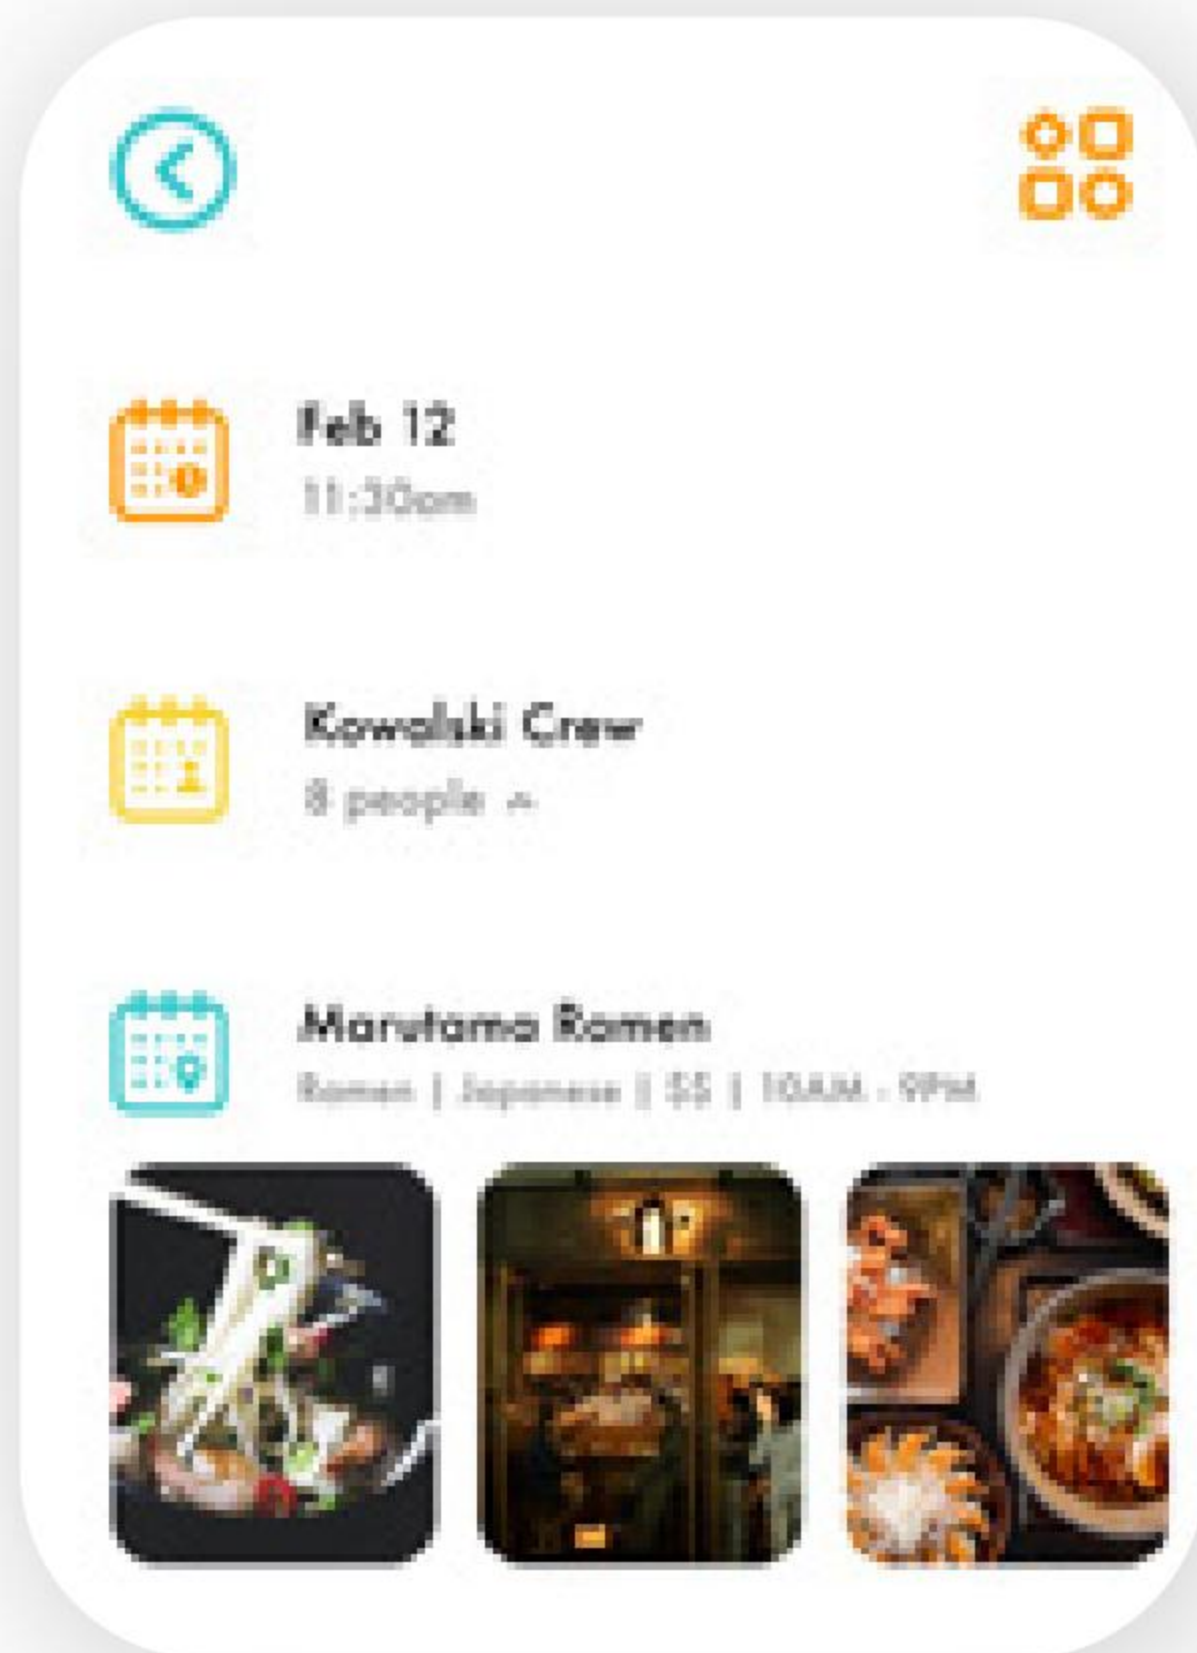 Feb 12
11:30am
Kowalski Crew
8 people
Marutama Ramen
Ramen | Japanese | $$ | 10AM - 9PM